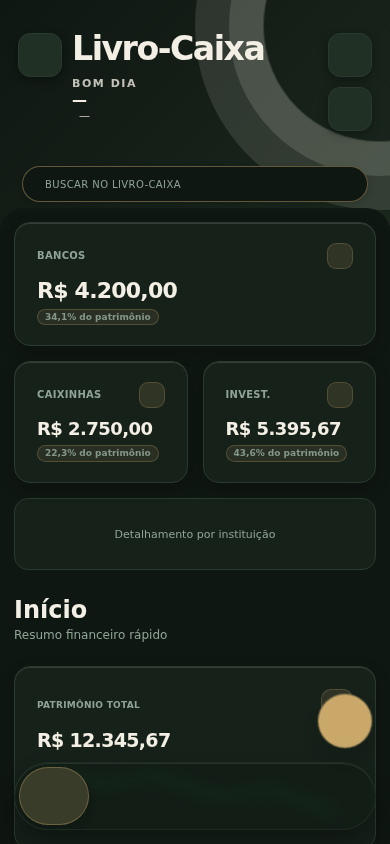 Livro-Caixa
BOM DIA
—
—
BUSCAR NO LIVRO-CAIXA
BANCOS
R$ 4.200,00
34,1% do patrimônio
CAIXINHAS
R$ 2.750,00
22,3% do patrimônio
INVEST.
R$ 5.395,67
43,6% do patrimônio
Detalhamento por instituição
Início
Resumo financeiro rápido
PATRIMÔNIO TOTAL
R$ 12.345,67